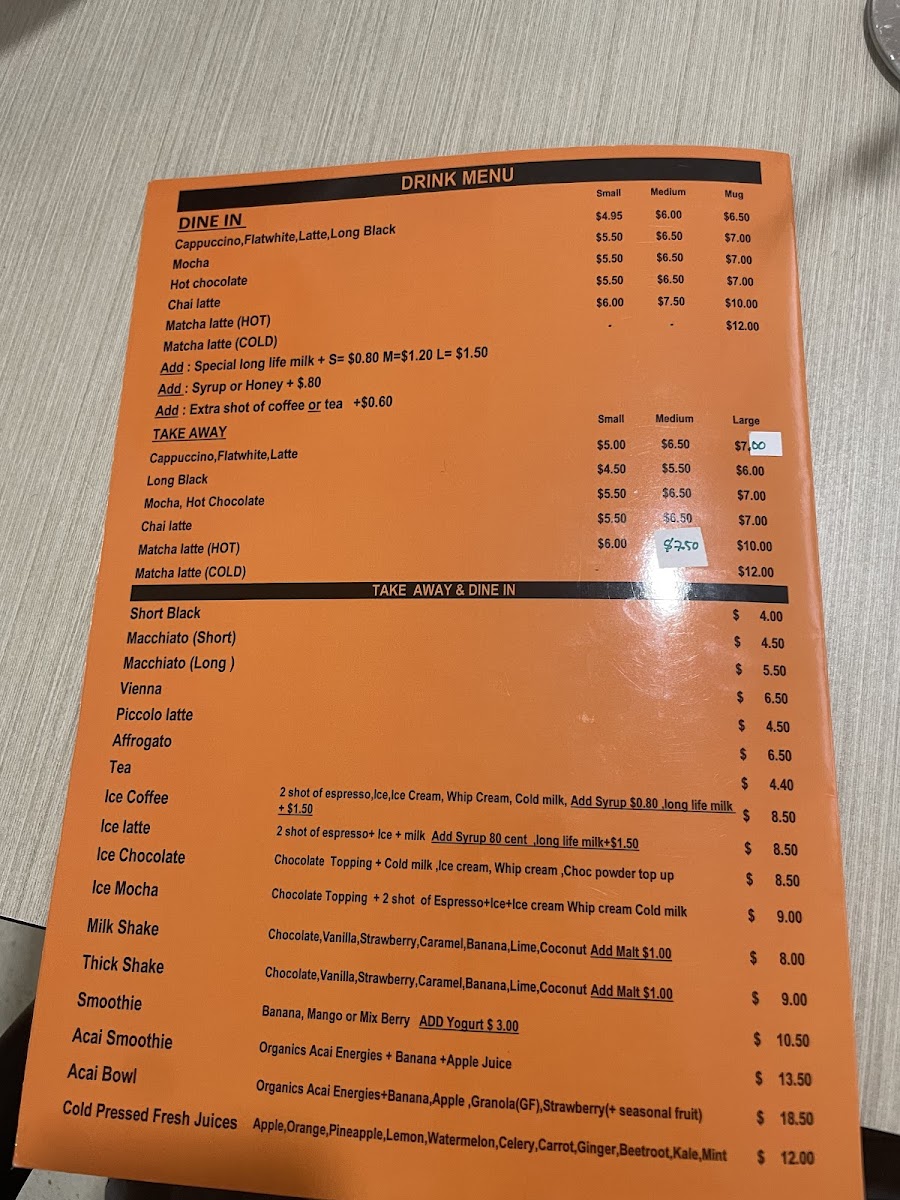 DRINK MENU
DINE IN Small Medium Mug
Cappuccino,Flatwhite,Latte,Long Black $4.95 $6.00 $6.50
Mocha $5.50 $6.50 $7.00
Hot chocolate $5.50 $6.50 $7.00
Chai latte $5.50 $6.50 $7.00
Matcha latte (HOT) $6.00 $7.50 $10.00
Matcha latte (COLD) - - $12.00
Add : Special long life milk + S= $0.80 M=$1.20 L= $1.50
Add : Syrup or Honey + $.80
Add : Extra shot of coffee or tea +$0.60
TAKE AWAY Small Medium Large
Cappuccino,Flatwhite,Latte $5.00 $6.50 $7.00
Long Black $4.50 $5.50 $6.00
Mocha, Hot Chocolate $5.50 $6.50 $7.00
Chai latte $5.50 $6.50 $7.00
Matcha latte (HOT) $6.00 $7.50 $10.00
Matcha latte (COLD) - $12.00
TAKE AWAY & DINE IN
Short Black $ 4.00
Macchiato (Short) $ 4.50
Macchiato (Long ) $ 5.50
Vienna $ 6.50
Piccolo latte $ 4.50
Affrogato $ 6.50
Tea $ 4.40
Ice Coffee 2 shot of espresso,Ice,Ice Cream, Whip Cream, Cold milk, Add Syrup $0.80 ,long life milk
+ $1.50 $ 8.50
Ice latte 2 shot of espresso+ Ice + milk Add Syrup 80 cent ,long life milk+$1.50 $ 8.50
Ice Chocolate Chocolate Topping + Cold milk ,Ice cream, Whip cream ,Choc powder top up $ 8.50
Ice Mocha Chocolate Topping + 2 shot of Espresso+Ice+Ice cream Whip cream Cold milk $ 9.00
Milk Shake Chocolate,Vanilla,Strawberry,Caramel,Banana,Lime,Coconut Add Malt $1.00 $ 8.00
Thick Shake Chocolate,Vanilla,Strawberry,Caramel,Banana,Lime,Coconut Add Malt $1.00 $ 9.00
Smoothie Banana, Mango or Mix Berry ADD Yogurt $ 3.00 $ 10.50
Acai Smoothie Organics Acai Energies + Banana +Apple Juice $ 13.50
Acai Bowl Organics Acai Energies+Banana,Apple ,Granola(GF),Strawberry(+ seasonal fruit) $ 18.50
Cold Pressed Fresh Juices Apple,Orange,Pineapple,Lemon,Watermelon,Celery,Carrot,Ginger,Beetroot,Kale,Mint $ 12.00